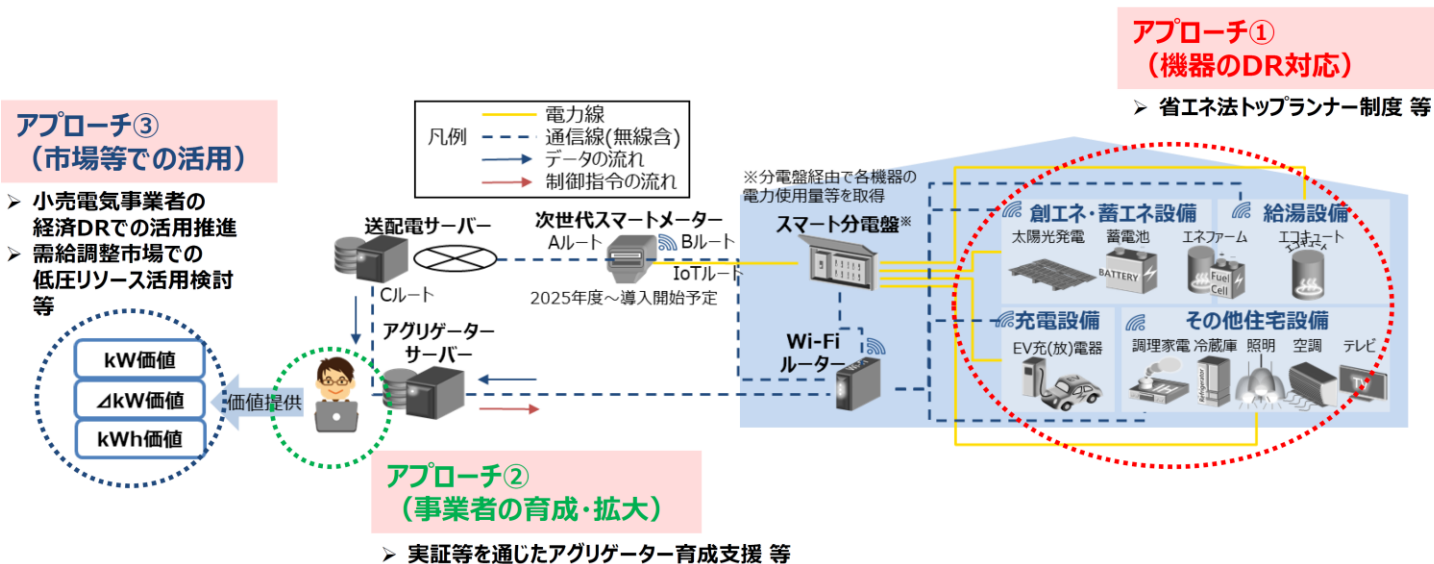 アプローチ①
（機器のDR対応）
➢ 省エネ法トップランナー制度 等
アプローチ③
（市場等での活用）
➢ 小売電気事業者の
経済DRでの活用推進
➢ 需給調整市場での
低圧リソース活用検討
等
凡例
電力線
通信線(無線含)
データの流れ
制御指令の流れ
※分電盤経由で各機器の
電力使用量等を取得
送配電サーバー
次世代スマートメーター
Aルート
Bルート
IoTルート
2025年度～導入開始予定
スマート分電盤※
Cルート
アグリゲーター
サーバー
Wi-Fi
ルーター
創エネ・蓄エネ設備
太陽光発電 蓄電池 エネファーム
BATTERY
Fuel
Cell
給湯設備
エコキュート
エコキュート
充電設備
EV充(放)電器
その他住宅設備
調理家電 冷蔵庫 照明 空調 テレビ
Refrigerator
TV
kW価値
⊿kW価値
kWh価値
価値提供
アプローチ②
（事業者の育成・拡大）
➢ 実証等を通じたアグリゲーター育成支援 等